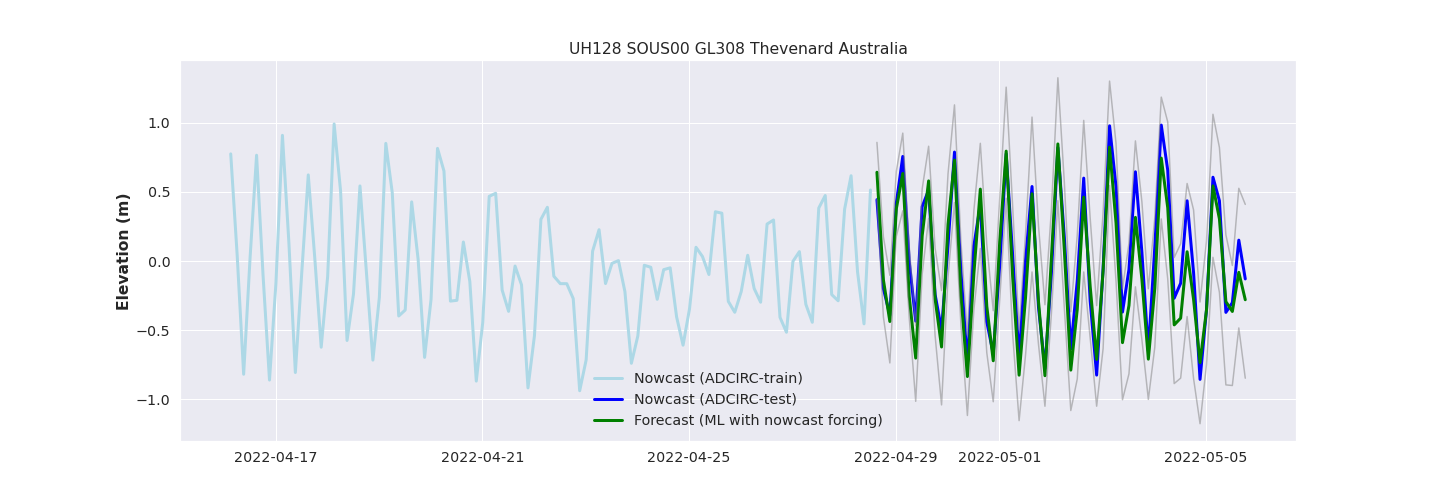 UH128 SOUS00 GL308 Thevenard Australia
Elevation (m)
1.0
0.5
0.0
−0.5
−1.0
Nowcast (ADCIRC-train)
Nowcast (ADCIRC-test)
Forecast (ML with nowcast forcing)
2022-04-17 2022-04-21 2022-04-25 2022-04-29 2022-05-01 2022-05-05